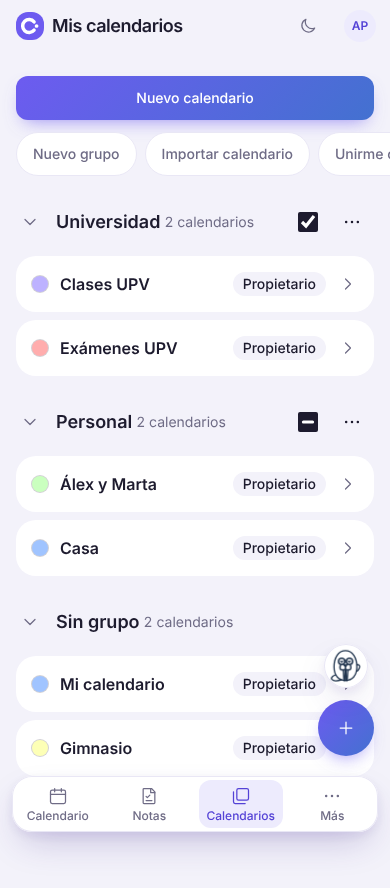 Mis calendarios
AP
Nuevo calendario
Nuevo grupo
Importar calendario
Unirme
Universidad 2 calendarios
Clases UPV Propietario
Exámenes UPV Propietario
Personal 2 calendarios
Álex y Marta Propietario
Casa Propietario
Sin grupo 2 calendarios
Mi calendario Propietario
Gimnasio Propietario
Calendario
Notas
Calendarios
Más